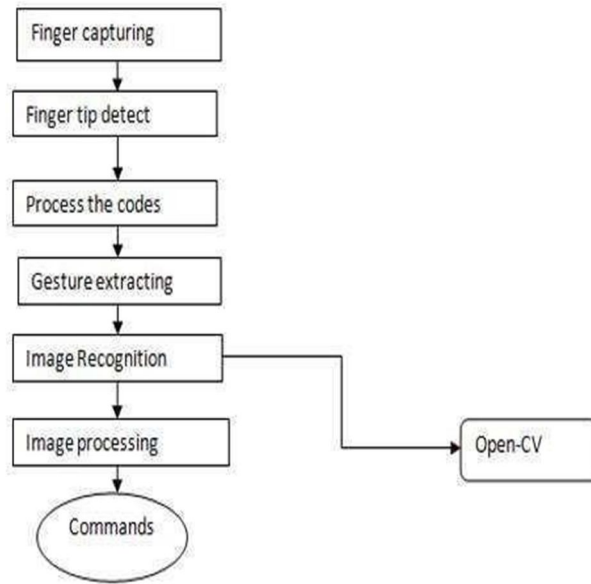 Finger capturing
Finger tip detect
Process the codes
Gesture extracting
Image Recognition
Image processing
Open-CV
Commands